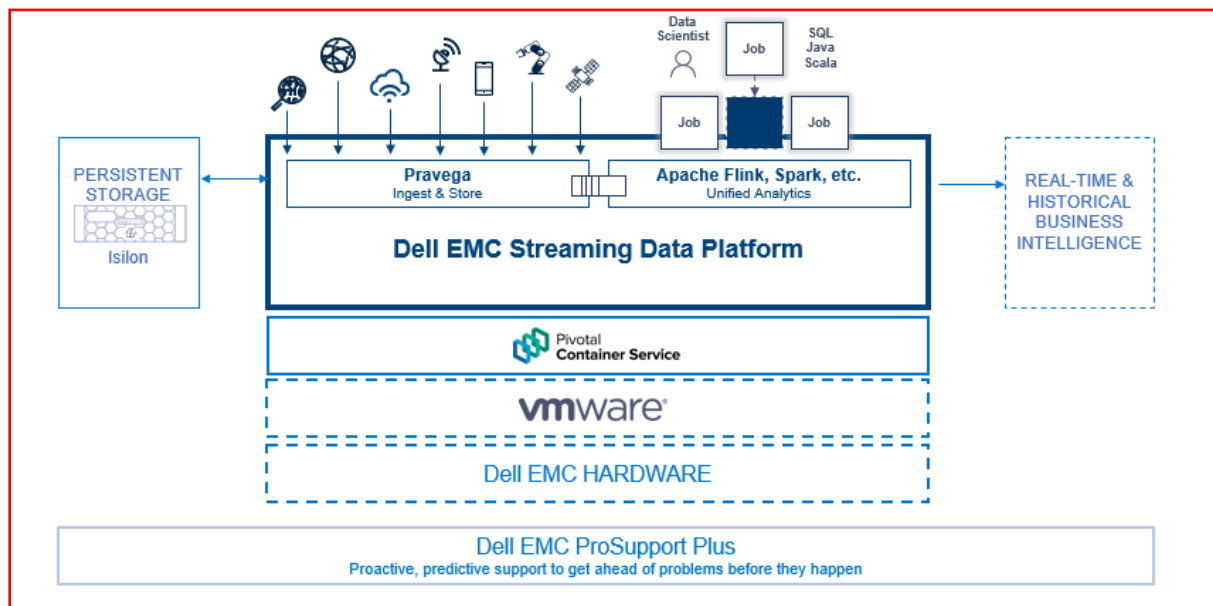 Data
Scientist
Job
SQL
Java
Scala
Job
Job
PERSISTENT
STORAGE
Isilon
Pravega
Ingest & Store
Apache Flink, Spark, etc.
Unified Analytics
Dell EMC Streaming Data Platform
REAL-TIME &
HISTORICAL
BUSINESS
INTELLIGENCE
Pivotal
Container Service
vmware®
Dell EMC HARDWARE
Dell EMC ProSupport Plus
Proactive, predictive support to get ahead of problems before they happen